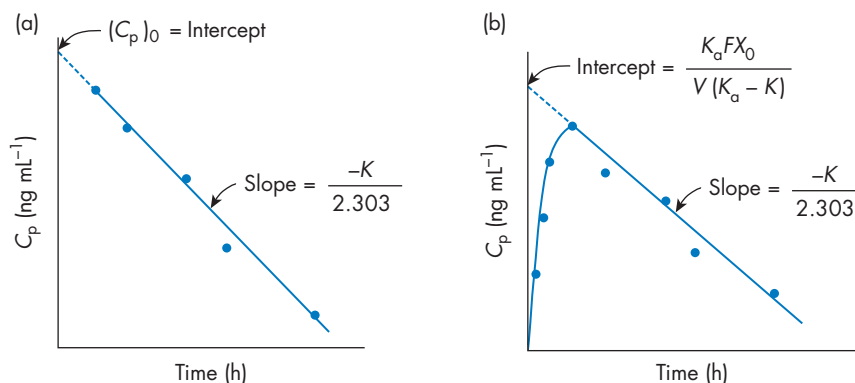 (a)
(Cp)0 = Intercept
Slope = –K / 2.303
Cp (ng mL–1)
Time (h)
(b)
Intercept = KaFX0 / V (Ka – K)
Slope = –K / 2.303
Cp (ng mL–1)
Time (h)